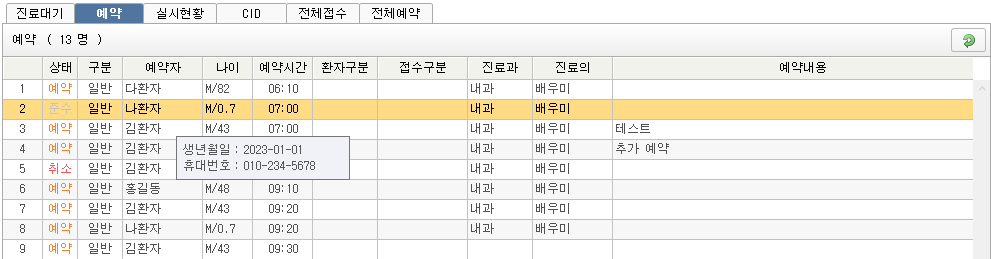 진료대기 예약 실시현황 CID 전체접수 전체예약
예약 ( 13 명 )
상태 구분 예약자 나이 예약시간 환자구분 접수구분 진료과 진료의 예약내용
1 예약 일반 다환자 M/82 06:10 내과 배우미
2 준수 일반 나환자 M/0.7 07:00 내과 배우미
3 예약 일반 김환자 M/43 07:00 내과 배우미 테스트
4 예약 일반 김환자 내과 배우미 추가 예약
생년월일 : 2023-01-01
5 취소 일반 김환자 내과 배우미
휴대번호 : 010-234-5678
6 예약 일반 홍길동 M/48 09:10 내과 배우미
7 예약 일반 김환자 M/43 09:20 내과 배우미
8 예약 일반 나환자 M/0.7 09:20 내과 배우미
9 예약 일반 김환자 M/43 09:30